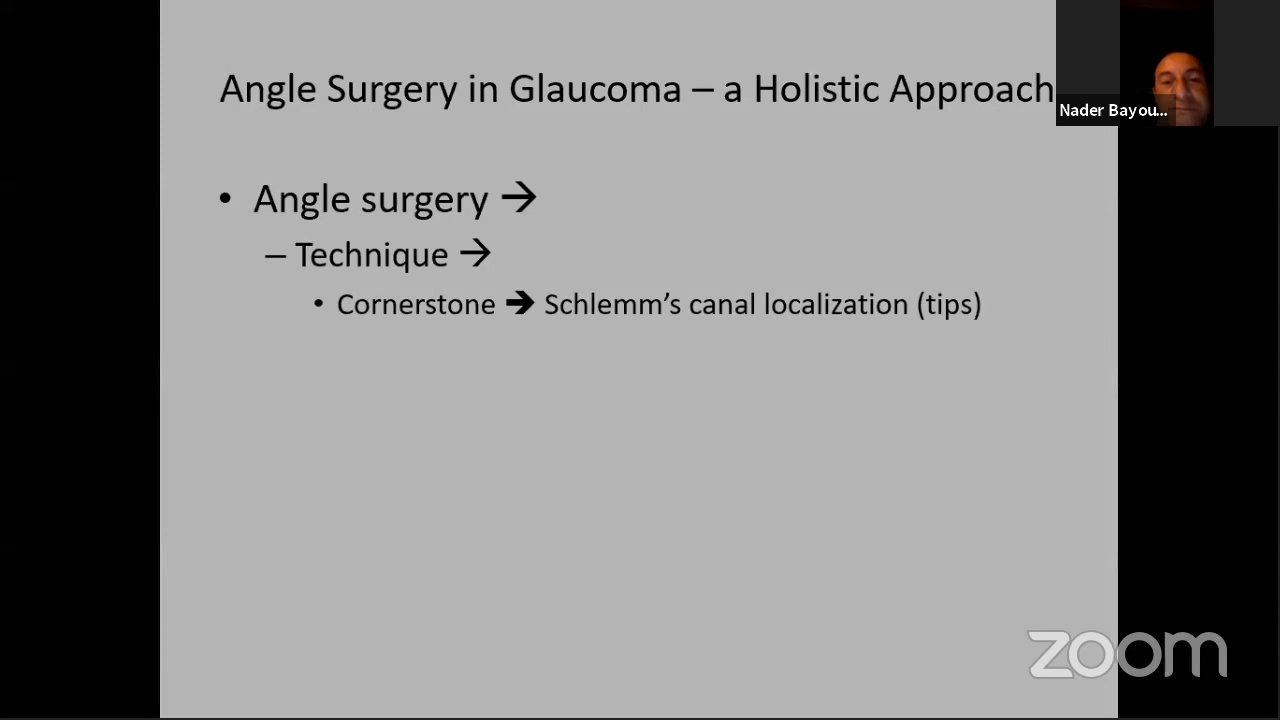 Angle Surgery in Glaucoma – a Holistic Approach
Nader Bayou...
• Angle surgery →
– Technique →
• Cornerstone → Schlemm’s canal localization (tips)
zoom